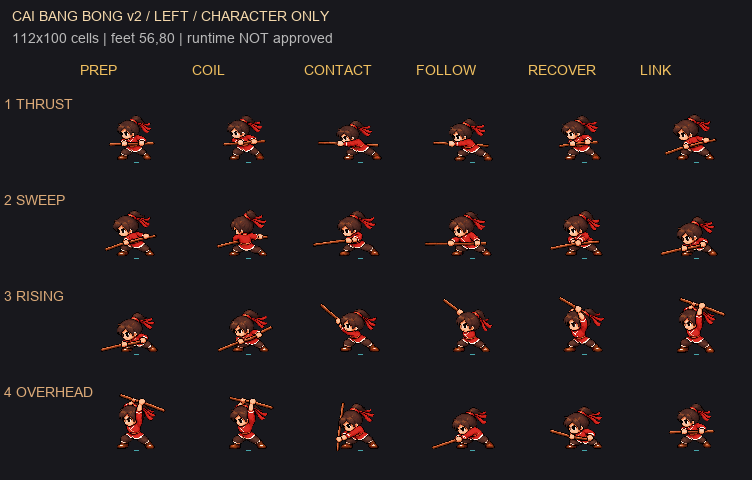 CAI BANG BONG v2 / LEFT / CHARACTER ONLY
112x100 cells | feet 56,80 | runtime NOT approved
PREP COIL CONTACT FOLLOW RECOVER LINK
1 THRUST
2 SWEEP
3 RISING
4 OVERHEAD